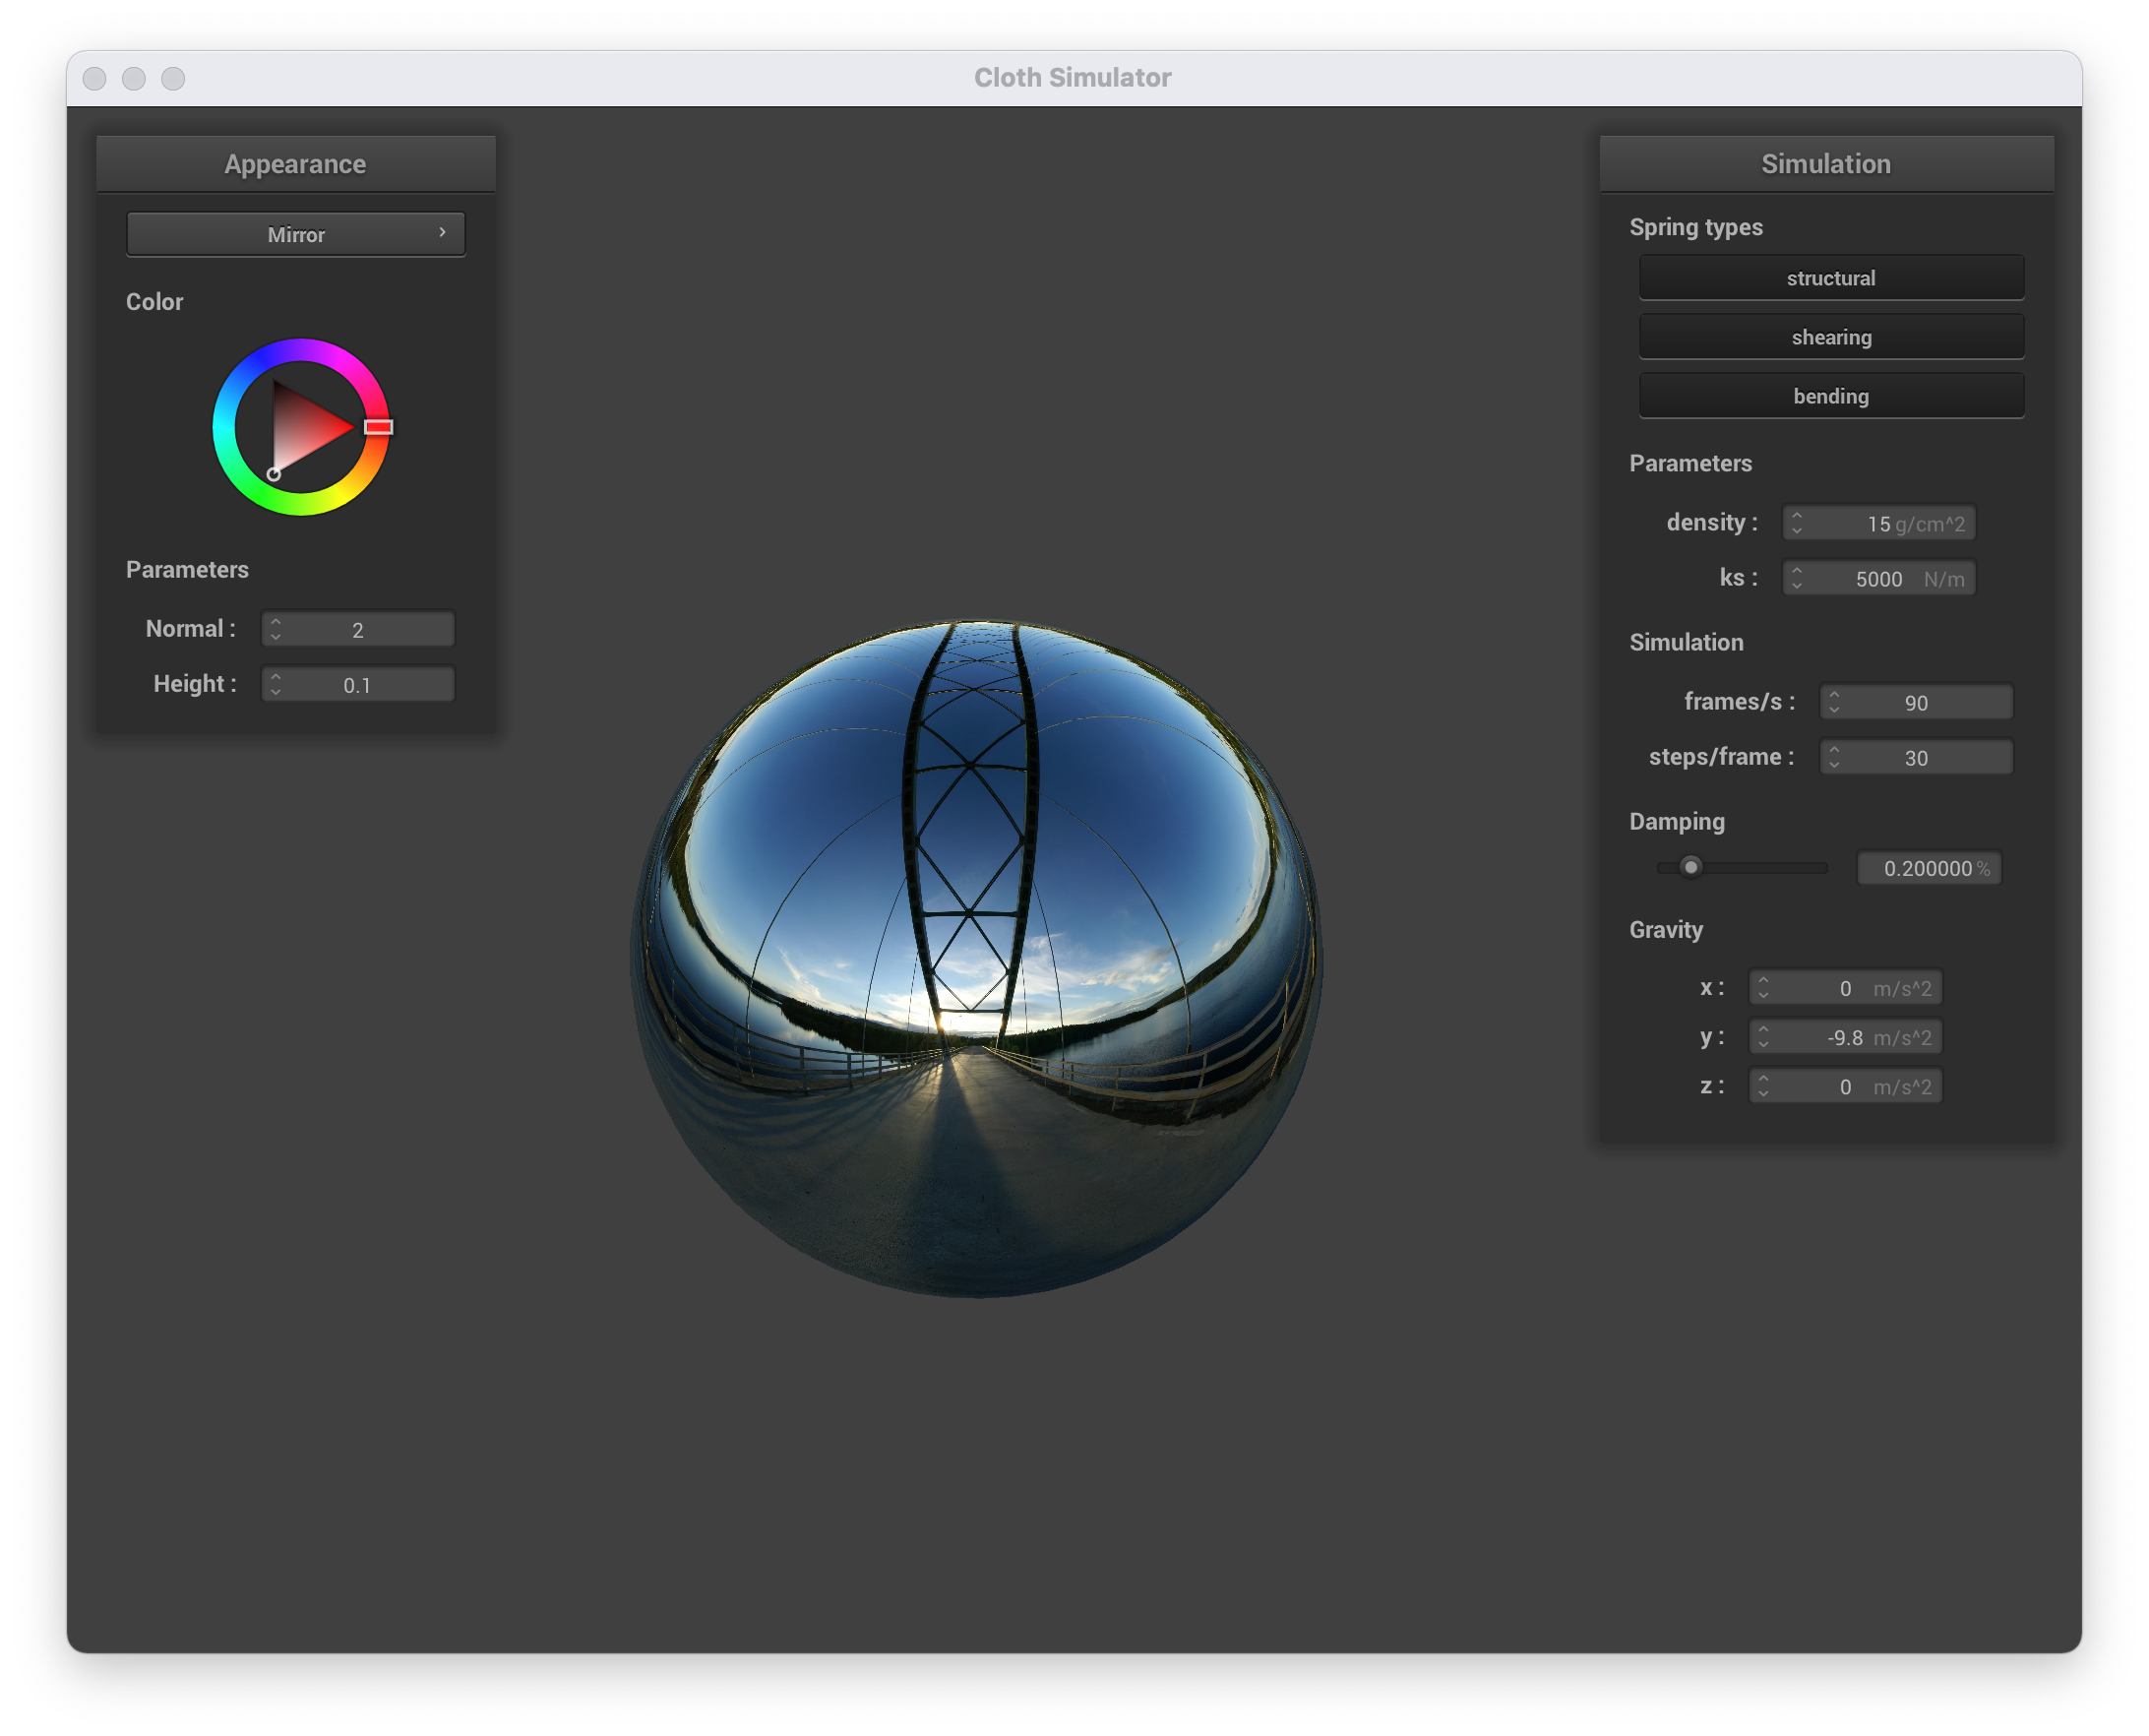 Cloth Simulator
Appearance
Mirror
Color
Parameters
Normal : 2
Height : 0.1
Simulation
Spring types
structural
shearing
bending
Parameters
density : 15 g/cm^2
ks : 5000 N/m
Simulation
frames/s : 90
steps/frame : 30
Damping
0.200000 %
Gravity
x : 0 m/s^2
y : -9.8 m/s^2
z : 0 m/s^2